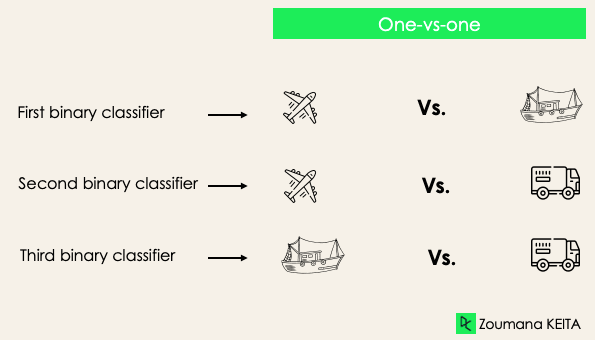 One-vs-one
First binary classifier
Vs.
Second binary classifier
Vs.
Third binary classifier
Vs.
Zoumana KEITA